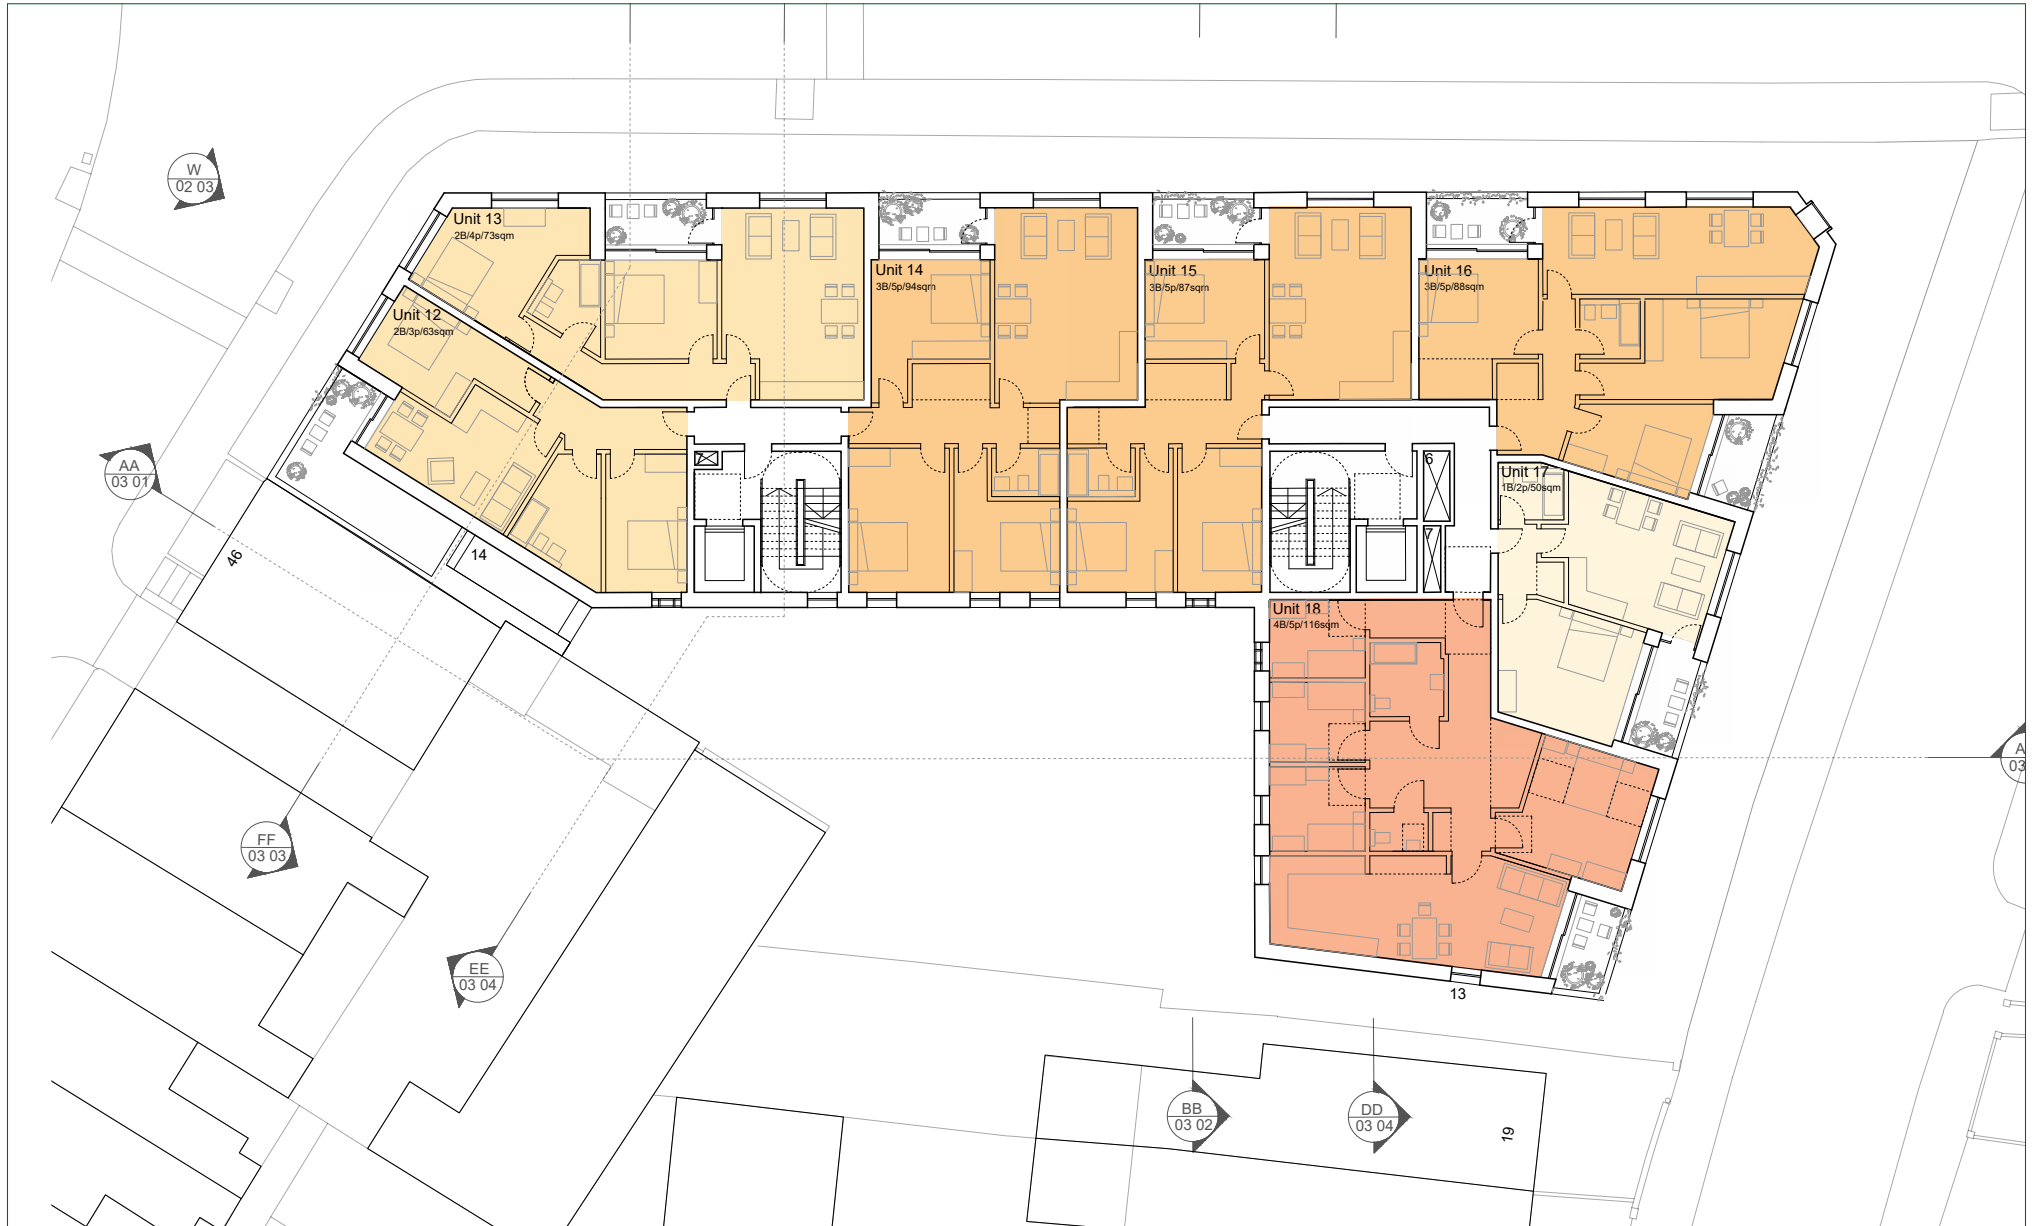 W
02 03
Unit 13
2B/4p/73sqm
Unit 14
3B/5p/94sqm
Unit 15
3B/5p/87sqm
Unit 16
3B/5p/88sqm
Unit 12
2B/3p/63sqm
AA
03 01
7
6
Unit 17
1B/2p/50sqm
7
46
14
Unit 18
4B/5p/116sqm
A
03
FF
03 03
EE
03 04
13
BB
03 02
DD
03 04
19